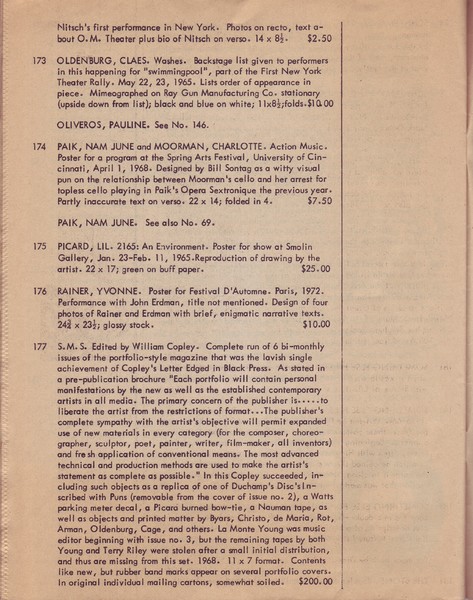 Nitsch's first performance in New York. Photos on recto, text a-
bout O.M. Theater plus bio of Nitsch on verso. 14 x 8½. $2.50
173 OLDENBURG, CLAES. Washes. Backstage list given to performers
in this happening for "swimmingpool", part of the First New York
Theater Rally. May 22, 23, 1965. Lists order of appearance in
piece. Mimeographed on Ray Gun Manufacturing Co. stationary
(upside down from list); black and blue on white; 11x8½;folds.$10.00
OLIVEROS, PAULINE. See No. 146.
174 PAIK, NAM JUNE and MOORMAN, CHARLOTTE. Action Music.
Poster for a program at the Spring Arts Festival, University of Cin-
cinnati, April 1, 1968. Designed by Bill Sontag as a witty visual
pun on the relationship between Moorman's cello and her arrest for
topless cello playing in Paik's Opera Sextronique the previous year.
Partly inaccurate text on verso. 22 x 14; folded in 4. $7.50
PAIK, NAM JUNE. See also No. 69.
175 PICARD, LIL. 2165: An Environment. Poster for show at Smolin
Gallery, Jan. 23-Feb. 11, 1965.Reproduction of drawing by the
artist. 22 x 17; green on buff paper. $25.00
176 RAINER, YVONNE. Poster for Festival D'Automne. Paris, 1972.
Performance with John Erdman, title not mentioned. Design of four
photos of Rainer and Erdman with brief, enigmatic narrative texts.
24¾ x 23½; glossy stock. $10.00
177 S.M.S. Edited by William Copley. Complete run of 6 bi-monthly
issues of the portfolio-style magazine that was the lavish single
achievement of Copley's Letter Edged in Black Press. As stated in
a pre-publication brochure "Each portfolio will contain personal
manifestations by the new as well as the established contemporary
artists in all media. The primary concern of the publisher is.....to
liberate the artist from the restrictions of format...The publisher's
complete sympathy with the artist's objective will permit expanded
use of new materials in every category (for the composer, choreo-
grapher, sculptor, poet, painter, writer, film-maker, all inventors)
and fresh application of conventional means. The most advanced
technical and production methods are used to make the artist's
statement as complete as possible." In this Copley succeeded, in-
cluding such objects as a replica of one of Duchamp's Disc's In-
scribed with Puns (removable from the cover of issue no. 2), a Watts
parking meter decal, a Picard burned bow-tie, a Nauman tape, as
well as objects and printed matter by Byars, Christo, de Maria, Rot,
Arman, Oldenburg, Cage, and others. La Monte Young was music
editor beginning with issue no. 3, but the remaining tapes by both
Young and Terry Riley were stolen after a small initial distribution,
and thus are missing from this set. 1968. 11 x 7 format. Contents
like new, but rubber band marks appear on several portfolio covers.
In original individual mailing cartons, somewhat soiled. $200.00